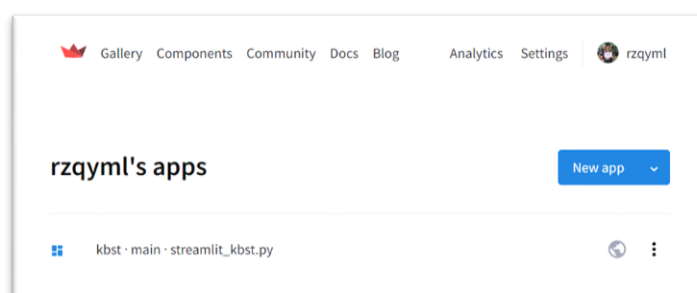 Gallery Components Community Docs Blog Analytics Settings rzqyml
rzqyml's apps
New app
kbst · main · streamlit_kbst.py